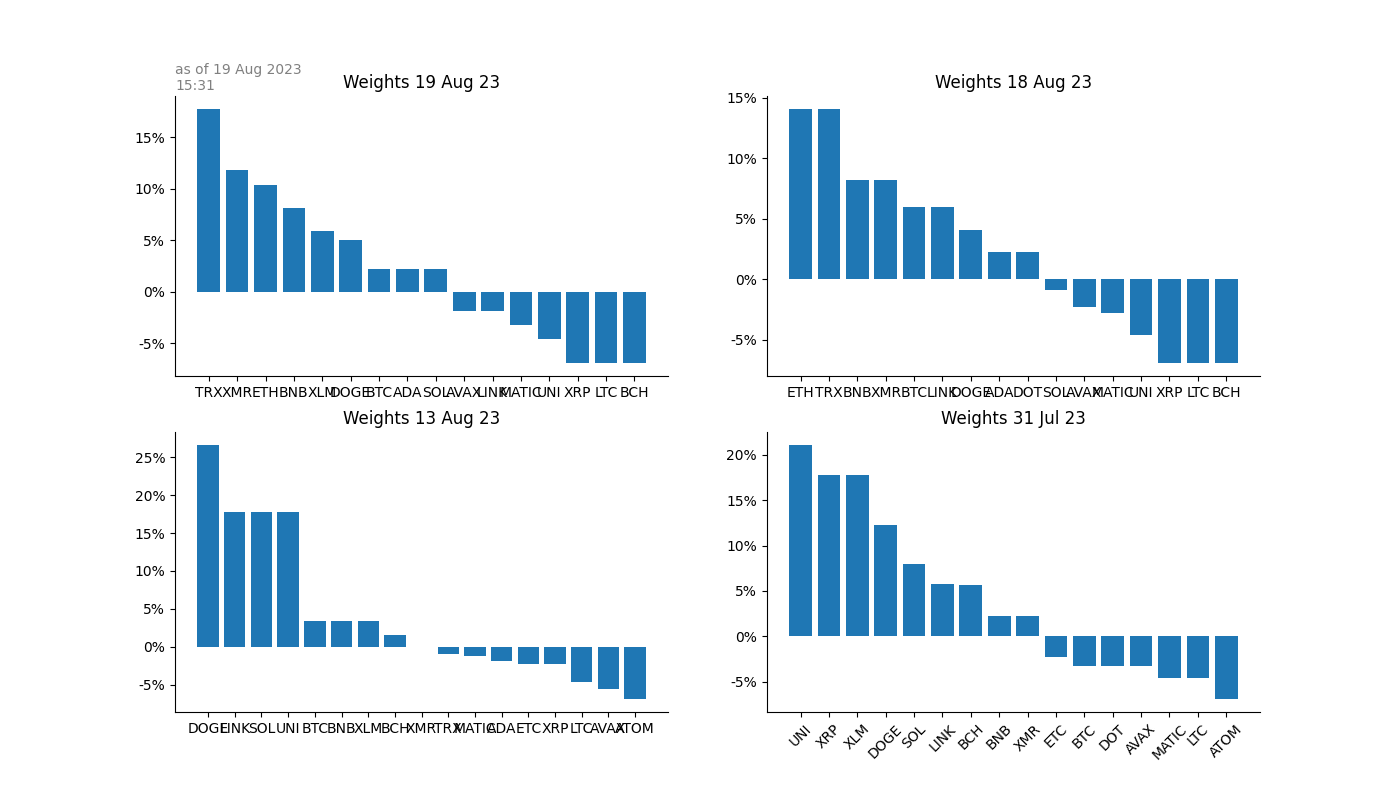 as of 19 Aug 2023
15:31
Weights 19 Aug 23
15%
10%
5%
0%
-5%
TRX XMR ETH BNB XLM DOGE BTC ADA SOL AVAX LINK MATIC UNI XRP LTC BCH
Weights 18 Aug 23
15%
10%
5%
0%
-5%
ETH TRX BNB XMR BTC LINK DOGE ADA DOT SOL AVAX MATIC UNI XRP LTC BCH
Weights 13 Aug 23
25%
20%
15%
10%
5%
0%
-5%
DOGE LINK SOL UNI BTC BNB XLM BCH XMR TRX MATIC ADA ETC XRP LTC AVAX ATOM
Weights 31 Jul 23
20%
15%
10%
5%
0%
-5%
UNI XRP XLM DOGE SOL LINK BCH BNB XMR ETC BTC DOT AVAX MATIC LTC ATOM